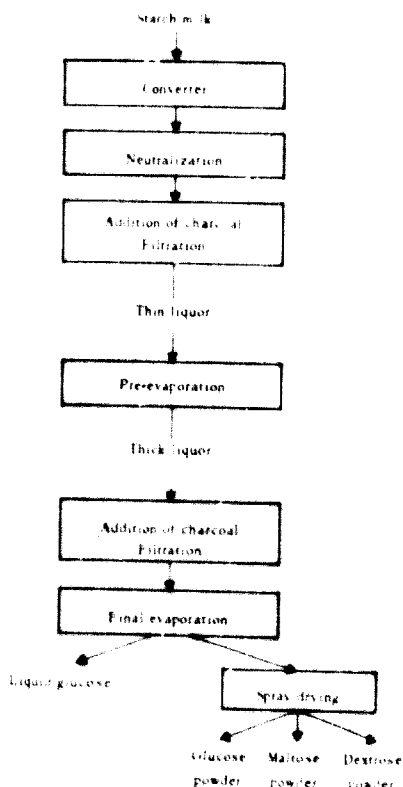 Starch milk
Converter
Neutralization
Addition of charcoal
Filtration
Thin liquor
Pre-evaporation
Thick liquor
Addition of charcoal
Filtration
Final evaporation
Liquid glucose
Spray drying
Glucose Maltose Dextrose
powder powder powder